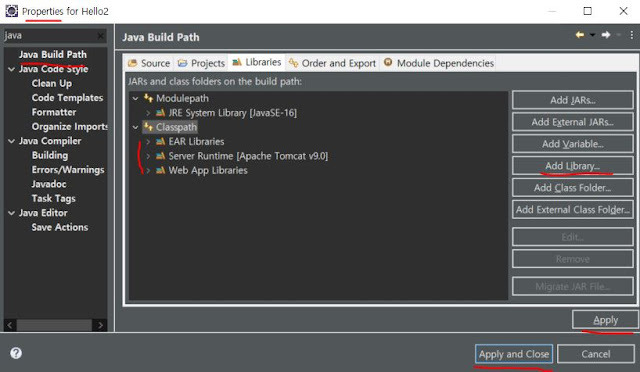 Properties for Hello2
java
Java Build Path
Java Code Style
Clean Up
Code Templates
Formatter
Organize Imports
Java Compiler
Building
Errors/Warnings
Javadoc
Task Tags
Java Editor
Save Actions
Java Build Path
Source Projects Libraries Order and Export Module Dependencies
JARs and class folders on the build path:
Modulepath
JRE System Library [JavaSE-16]
Classpath
EAR Libraries
Server Runtime [Apache Tomcat v9.0]
Web App Libraries
Add JARs...
Add External JARs...
Add Variable...
Add Library...
Add Class Folder...
Add External Class Folder...
Edit...
Remove
Migrate JAR File...
Apply
Apply and Close Cancel